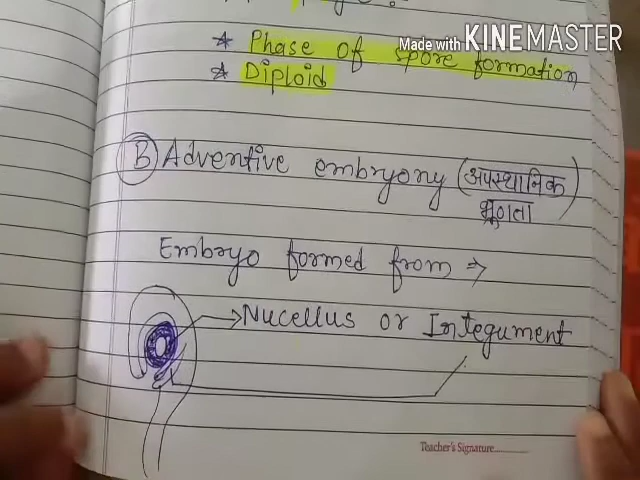 Made with KINEMASTER
* Phase of spore formation
* Diploid
B Adventive embryony (अपस्थानिक
भ्रूणता)
Embryo formed from ⇒
Nucellus or Integument
Teacher's Signature